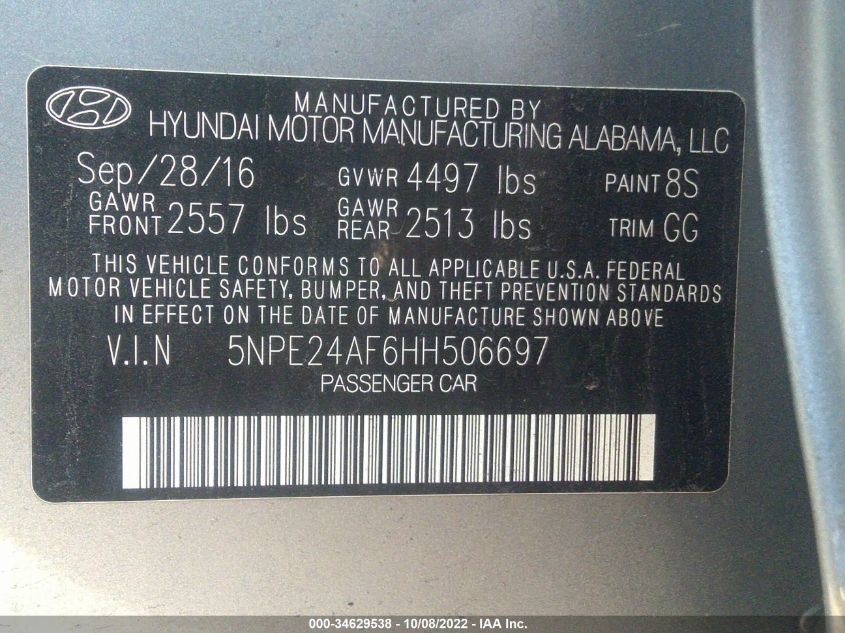 MANUFACTURED BY
HYUNDAI MOTOR MANUFACTURING ALABAMA, LLC
Sep/28/16 GVWR 4497 lbs PAINT 8S
GAWR FRONT 2557 lbs GAWR REAR 2513 lbs TRIM GG
THIS VEHICLE CONFORMS TO ALL APPLICABLE U.S.A. FEDERAL
MOTOR VEHICLE SAFETY, BUMPER, AND THEFT PREVENTION STANDARDS
IN EFFECT ON THE DATE OF MANUFACTURE SHOWN ABOVE
V.I.N 5NPE24AF6HH506697
PASSENGER CAR
000-34629538 - 10/08/2022 - IAA Inc.